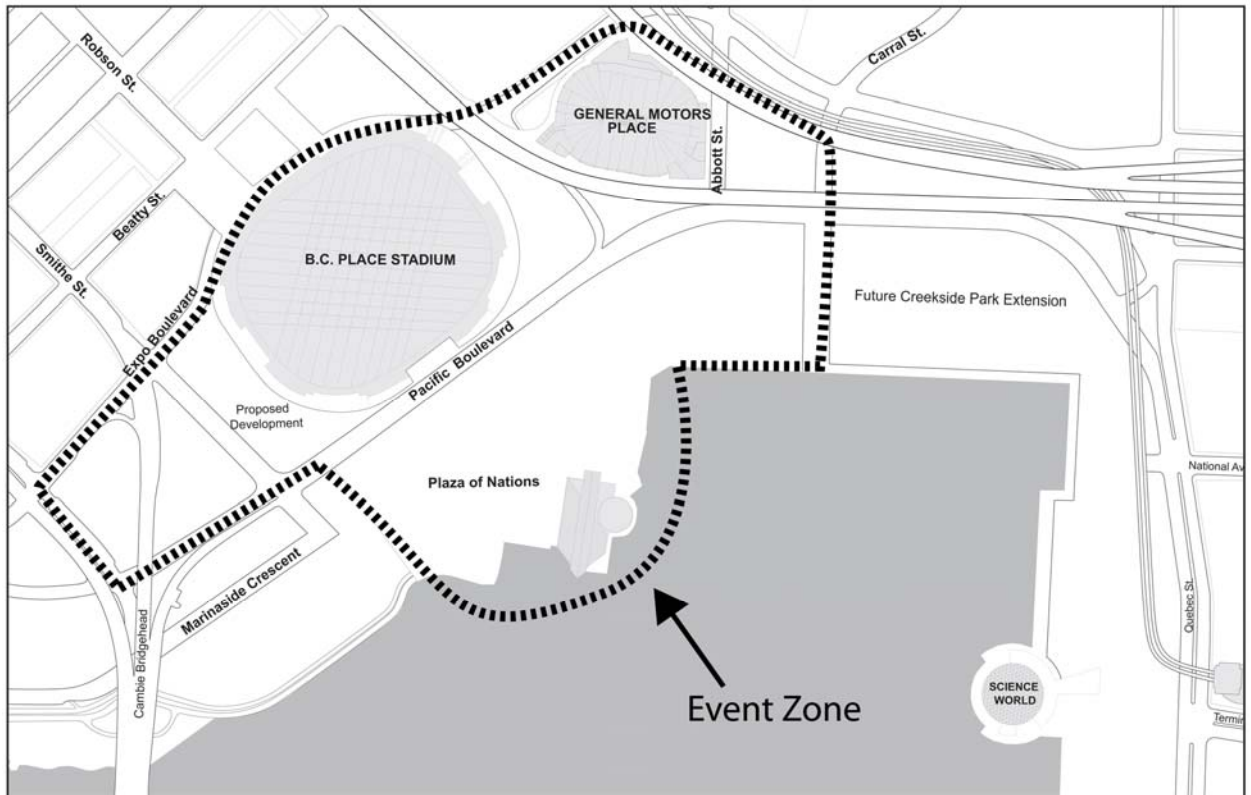 Robson St.
Carral St.
GENERAL MOTORS
PLACE
Abbott St.
Beatty St.
Smithe St.
B.C. PLACE STADIUM
Expo Boulevard
Future Creekside Park Extension
Pacific Boulevard
Proposed
Development
Plaza of Nations
National Av
Marinaside Crescent
Cambie Bridgehead
Quebec St.
SCIENCE
WORLD
Event Zone
Termin